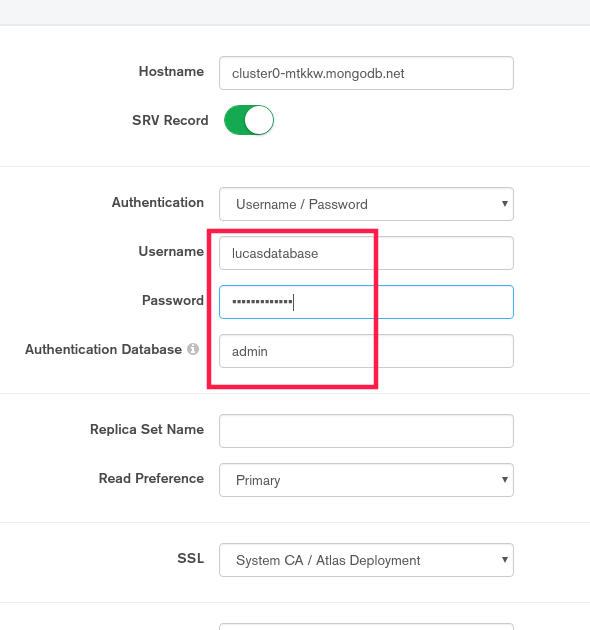 Hostname cluster0-mtkkw.mongodb.net
SRV Record
Authentication Username / Password
Username lucasdatabase
Password •••••••••••••
Authentication Database admin
Replica Set Name
Read Preference Primary
SSL System CA / Atlas Deployment